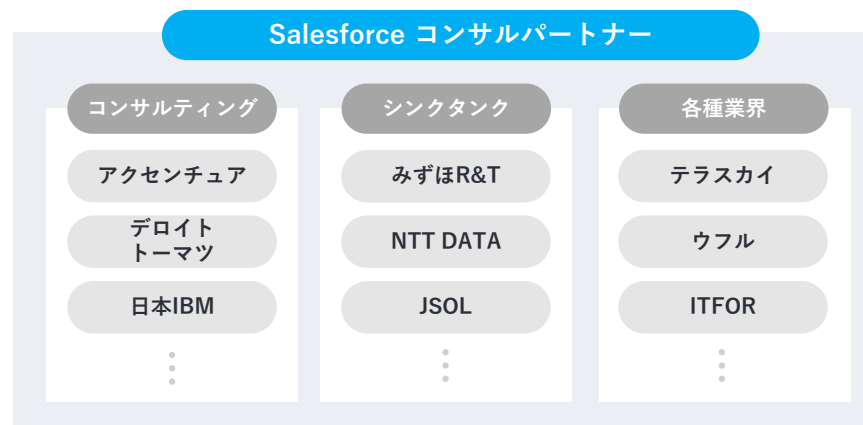 Salesforce コンサルパートナー
コンサルティング
アクセンチュア
デロイト
トーマツ
日本IBM
シンクタンク
みずほR&T
NTT DATA
JSOL
各種業界
テラスカイ
ウフル
ITFOR